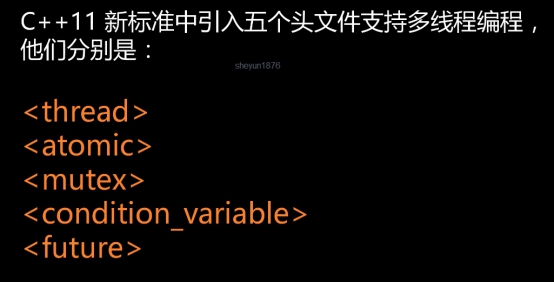 C++11 新标准中引入五个头文件支持多线程编程，
他们分别是：
sheyun1876
<thread>
<atomic>
<mutex>
<condition_variable>
<future>